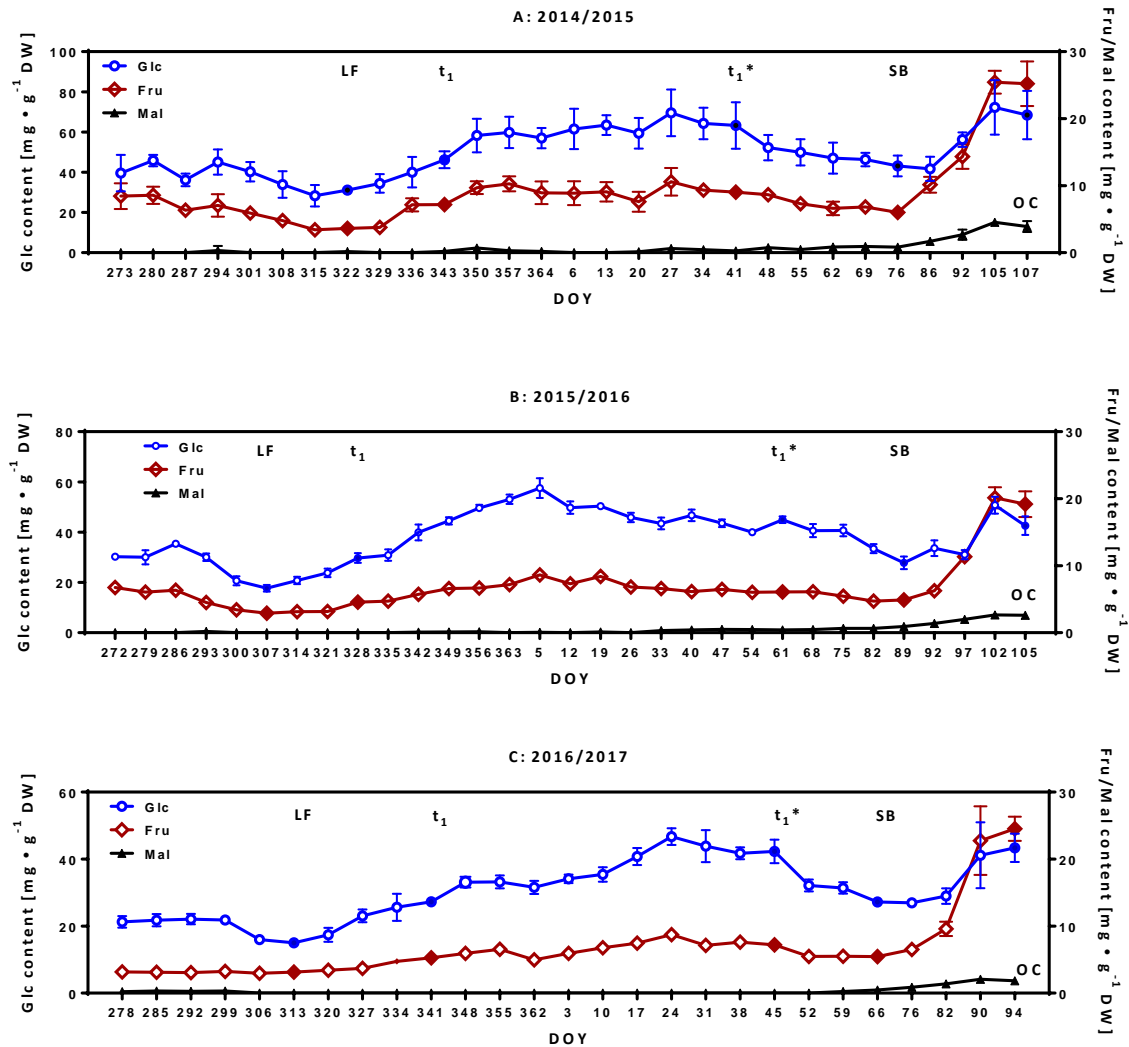 A: 2014/2015
Glc content [mg • g-1 DW]
Fru/Mal content [mg • g-1 DW]
100
80
60
40
20
0
30
20
10
0
Glc
Fru
Mal
LF
t1
t1*
SB
OC
273 280 287 294 301 308 315 322 329 336 343 350 357 364 6 13 20 27 34 41 48 55 62 69 76 86 92 105 107
DOY
B: 2015/2016
Glc content [mg • g-1 DW]
Fru/Mal content [mg • g-1 DW]
80
60
40
20
0
30
20
10
0
Glc
Fru
Mal
LF
t1
t1*
SB
OC
272 279 286 293 300 307 314 321 328 335 342 349 356 363 5 12 19 26 33 40 47 54 61 68 75 82 89 92 97 102 105
DOY
C: 2016/2017
Glc content [mg • g-1 DW]
Fru/Mal content [mg • g-1 DW]
60
40
20
0
30
20
10
0
Glc
Fru
Mal
LF
t1
t1*
SB
OC
278 285 292 299 306 313 320 327 334 341 348 355 362 3 10 17 24 31 38 45 52 59 66 76 82 90 94
DOY